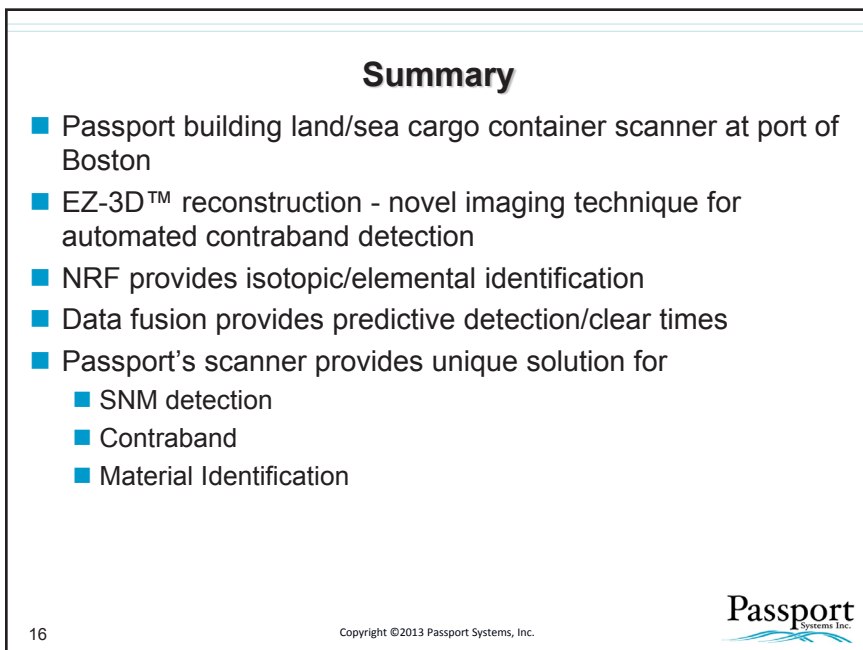 Summary
Passport building land/sea cargo container scanner at port of
Boston
EZ-3D™ reconstruction - novel imaging technique for
automated contraband detection
NRF provides isotopic/elemental identification
Data fusion provides predictive detection/clear times
Passport's scanner provides unique solution for
SNM detection
Contraband
Material Identification
16
Copyright ©2013 Passport Systems, Inc.
Passport
Systems Inc.